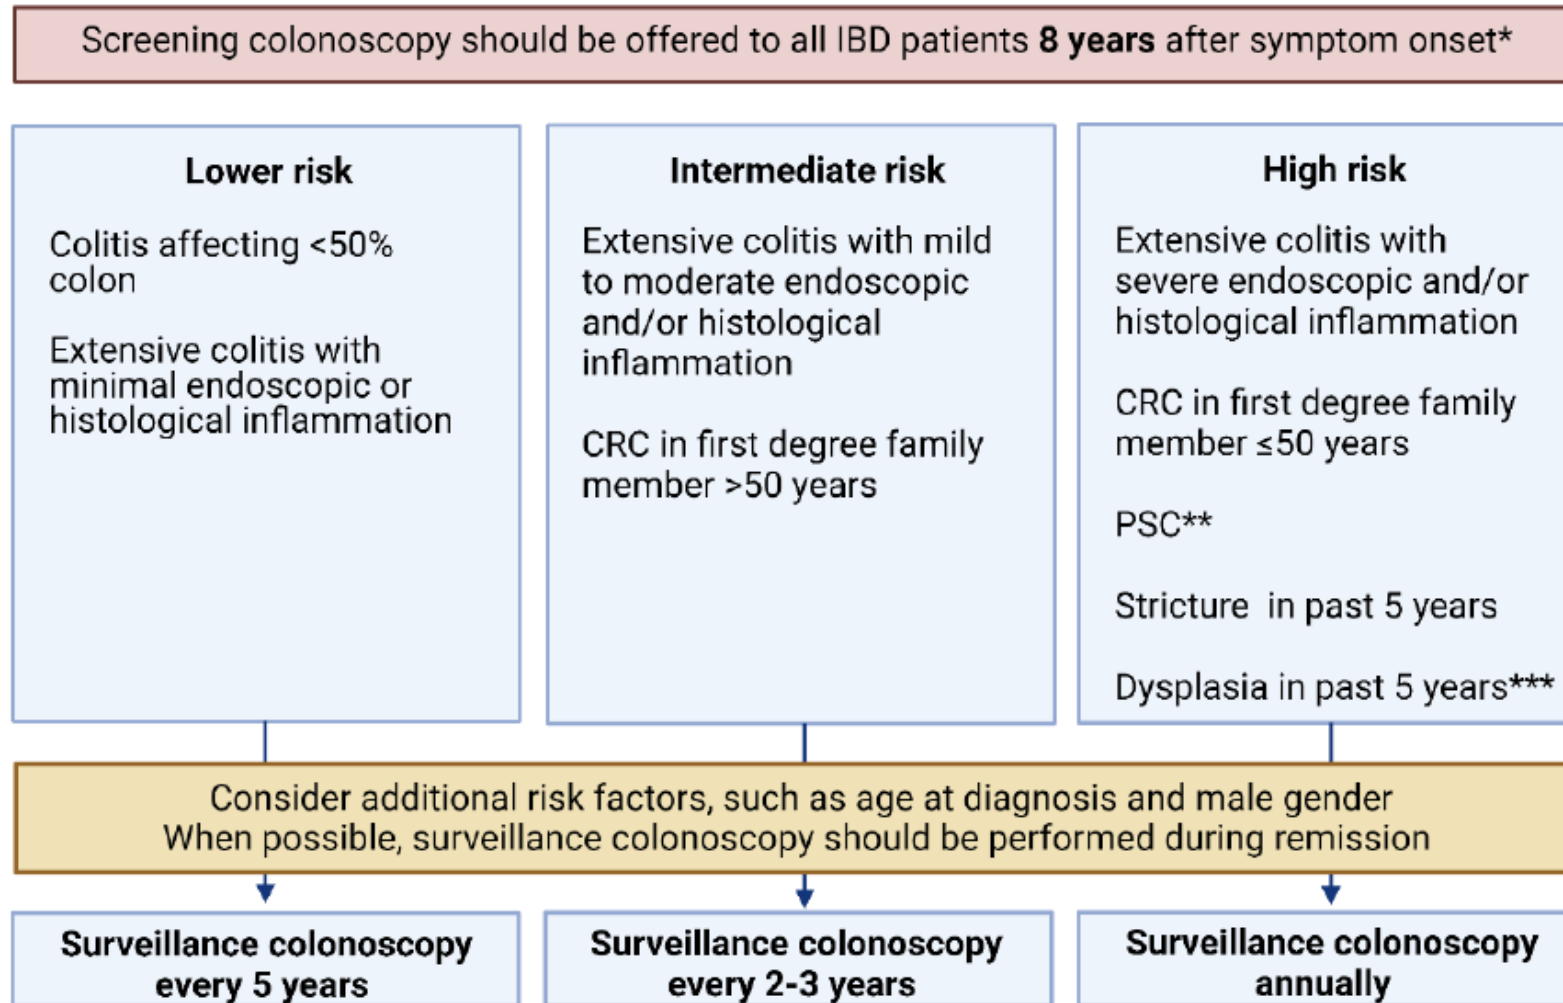 Screening colonoscopy should be offered to all IBD patients 8 years after symptom onset*
Lower risk
Colitis affecting <50%
colon
Extensive colitis with
minimal endoscopic or
histological inflammation
Intermediate risk
Extensive colitis with mild
to moderate endoscopic
and/or histological
inflammation
CRC in first degree family
member >50 years
High risk
Extensive colitis with
severe endoscopic and/or
histological inflammation
CRC in first degree family
member ≤50 years
PSC**
Stricture in past 5 years
Dysplasia in past 5 years***
Consider additional risk factors, such as age at diagnosis and male gender
When possible, surveillance colonoscopy should be performed during remission
Surveillance colonoscopy
every 5 years
Surveillance colonoscopy
every 2-3 years
Surveillance colonoscopy
annually